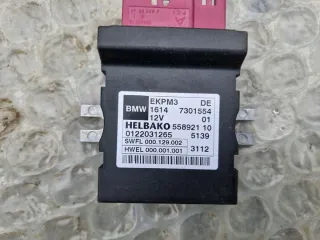 EKPM3 DE
BMW 1614 7301554
12V 01
HELBAKO 558921 10
0122031265 5139
SWFL 000.129.002
HWEL 000.001.001 3112